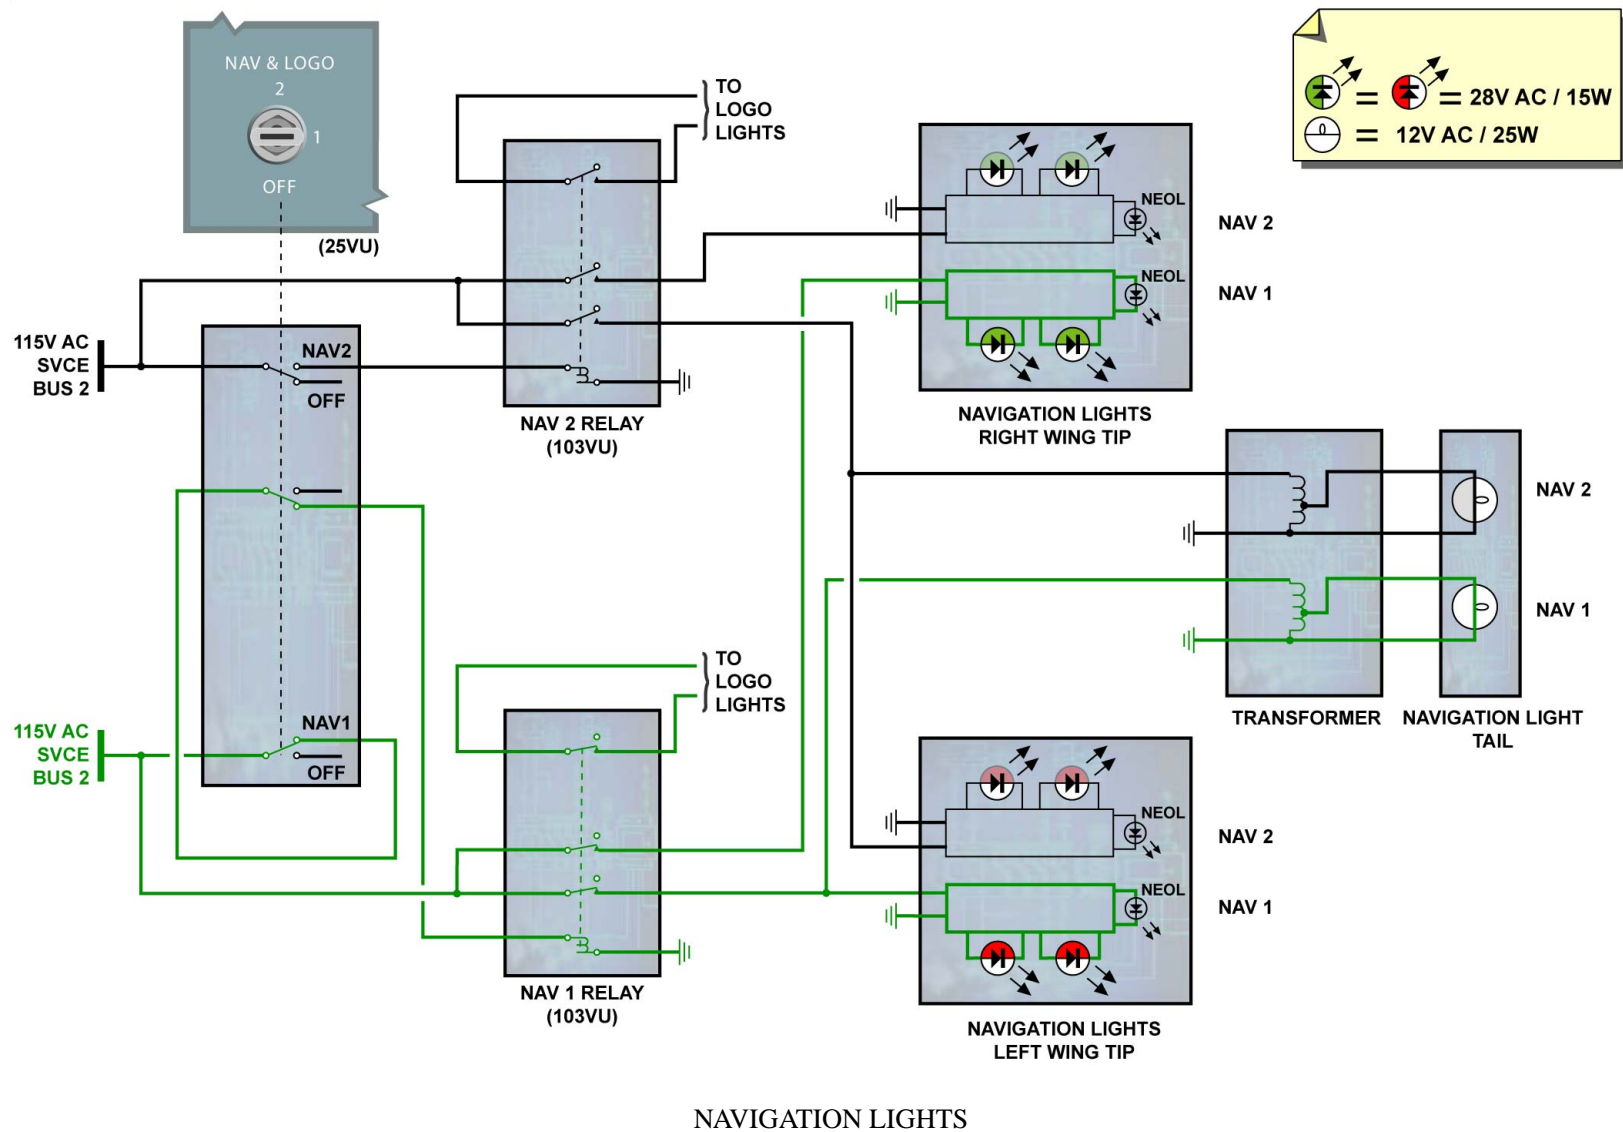 NAV & LOGO
2
1
OFF
(25VU)
TO
LOGO
LIGHTS
= = 28V AC / 15W
= 12V AC / 25W
115V AC
SVCE
BUS 2
NAV2
OFF
NAV 2 RELAY
(103VU)
NEOL
NAV 2
NEOL
NAV 1
NAVIGATION LIGHTS
RIGHT WING TIP
NAV 2
NAV 1
TRANSFORMER
NAVIGATION LIGHT
TAIL
115V AC
SVCE
BUS 2
NAV1
OFF
TO
LOGO
LIGHTS
NAV 1 RELAY
(103VU)
NEOL
NAV 2
NEOL
NAV 1
NAVIGATION LIGHTS
LEFT WING TIP
NAVIGATION LIGHTS